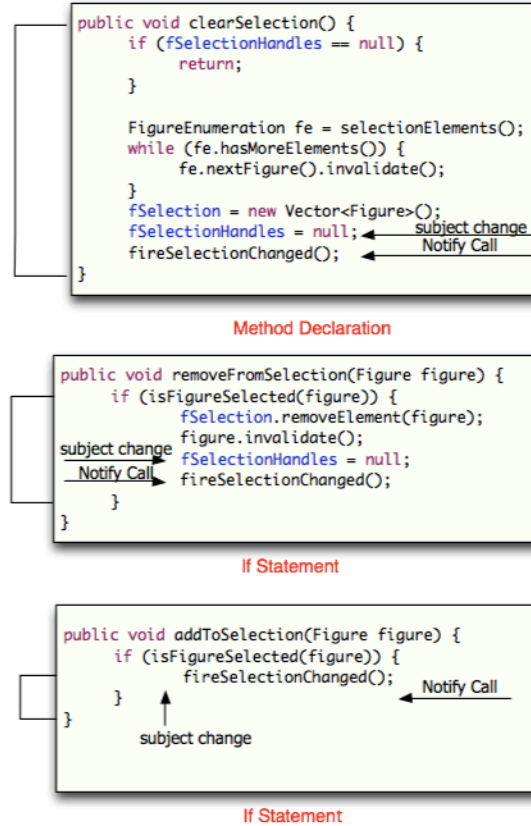 public void clearSelection() {
if (fSelectionHandles == null) {
return;
}
FigureEnumeration fe = selectionElements();
while (fe.hasMoreElements()) {
fe.nextFigure().invalidate();
}
fSelection = new Vector<Figure>();
fSelectionHandles = null;
subject change
fireSelectionChanged();
Notify Call
}
Method Declaration
public void removeFromSelection(Figure figure) {
if (isFigureSelected(figure)) {
fSelection.removeElement(figure);
figure.invalidate();
subject change
fSelectionHandles = null;
Notify Call
fireSelectionChanged();
}
}
If Statement
public void addToSelection(Figure figure) {
if (isFigureSelected(figure)) {
fireSelectionChanged();
}
Notify Call
}
subject change
If Statement